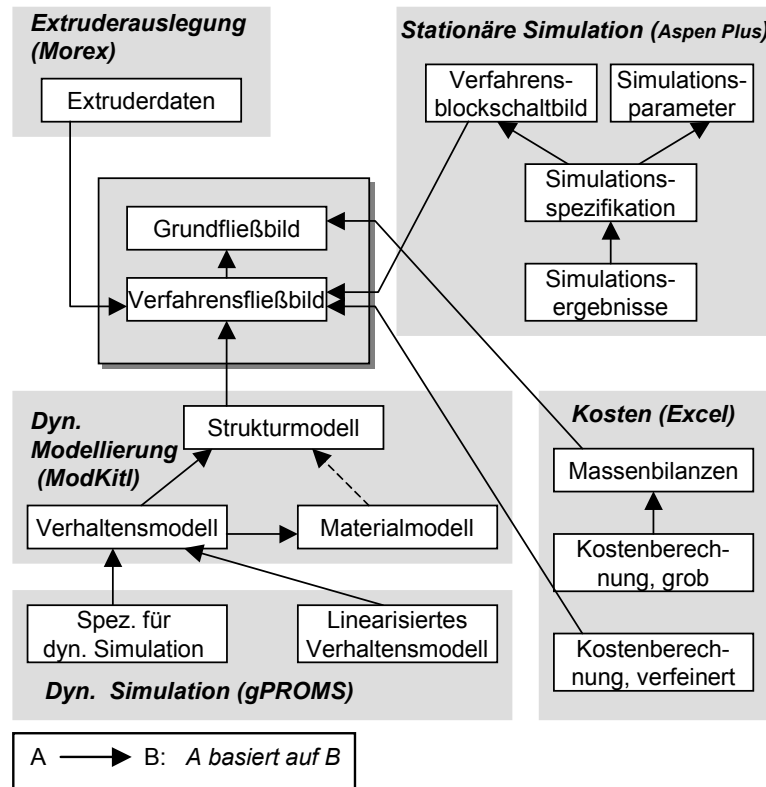 Extruderauslegung
(Morex)
Extruderdaten
Stationäre Simulation (Aspen Plus)
Verfahrens-
blockschaltbild
Simulations-
parameter
Simulations-
spezifikation
Simulations-
ergebnisse
Grundfließbild
Verfahrensfließbild
Dyn.
Modellierung
(ModKitl)
Strukturmodell
Verhaltensmodell
Materialmodell
Spez. für
dyn. Simulation
Linearisiertes
Verhaltensmodell
Dyn. Simulation (gPROMS)
Kosten (Excel)
Massenbilanzen
Kostenberech-
nung, grob
Kostenberech-
nung, verfeinert
A B: A basiert auf B